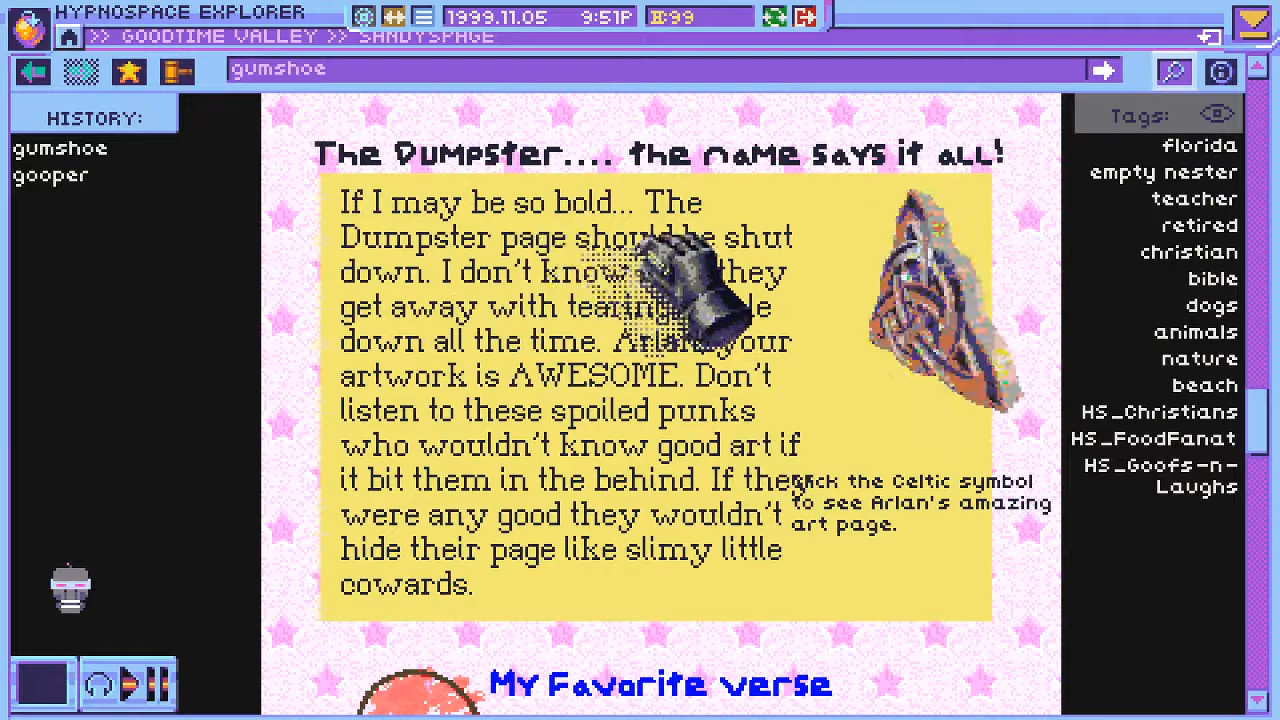 HYPNOSPACE EXPLORER
1999.11.05 9:51P
:99
>> GOODTIME VALLEY >> SANDYSPAGE
gumshoe
HISTORY:
gumshoe
gooper
The Dumpster.... the name says it all!
If I may be so bold... The
Dumpster page should be shut
down. I don't know they
get away with tearing
down all the time. Arlan, your
artwork is AWESOME. Don't
listen to these spoiled punks
who wouldn't know good art if
it bit them in the behind. If they
were any good they wouldn't
hide their page like slimy little
cowards.
Click the Celtic symbol
to see Arlan's amazing
art page.
My Favorite verse
Tags:
florida
empty nester
teacher
retired
christian
bible
dogs
animals
nature
beach
HS_Christians
HS_FoodFanat
HS_Goofs-n-
Laughs